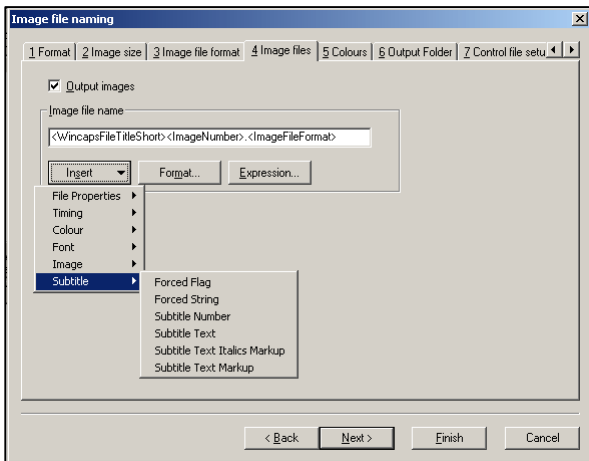 Image file naming
1 Format
2 Image size
3 Image file format
4 Image files
5 Colours
6 Output Folder
7 Control file setu
Output images
Image file name
<WincapsFileTitleShort><ImageNumber>.<ImageFileFormat>
Insert
Format...
Expression...
File Properties
Timing
Colour
Font
Image
Subtitle
Forced Flag
Forced String
Subtitle Number
Subtitle Text
Subtitle Text Italics Markup
Subtitle Text Markup
< Back
Next >
Finish
Cancel